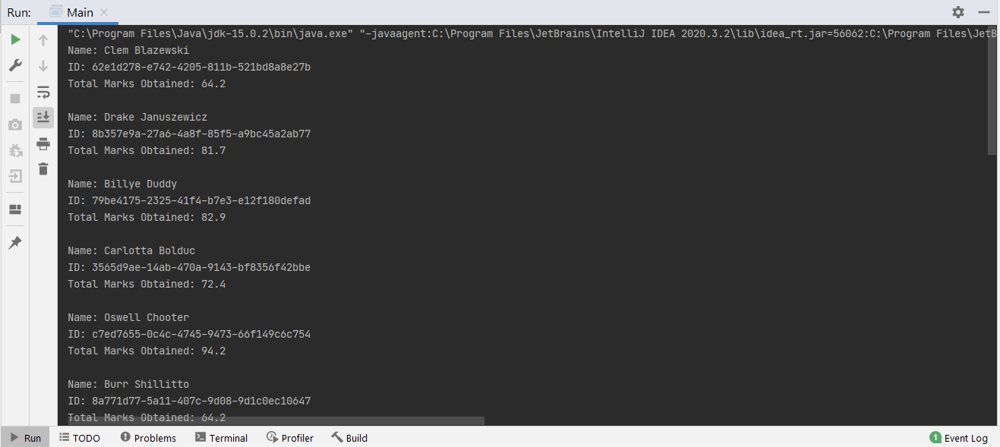 Run: Main
"C:\Program Files\Java\jdk-15.0.2\bin\java.exe" "-javaagent:C:\Program Files\JetBrains\IntelliJ IDEA 2020.3.2\lib\idea_rt.jar=56062:C:\Program Files\JetB
Name: Clem Blazewski
ID: 62e1d278-e742-4205-811b-521bd8a8e27b
Total Marks Obtained: 64.2
Name: Drake Januszewicz
ID: 8b357e9a-27a6-4a8f-85f5-a9bc45a2ab77
Total Marks Obtained: 81.7
Name: Billye Duddy
ID: 79be4175-2325-41f4-b7e3-e12f180defad
Total Marks Obtained: 82.9
Name: Carlotta Bolduc
ID: 3565d9ae-14ab-470a-9143-bf8356f42bbe
Total Marks Obtained: 72.4
Name: Oswell Chooter
ID: c7ed7655-0c4c-4745-9473-66f149c6c754
Total Marks Obtained: 94.2
Name: Burr Shillitto
ID: 8a771d77-5a11-407c-9d08-9d1c0ec10647
Total Marks Obtained: 64.2
Run TODO Problems Terminal Profiler Build 1 Event Log